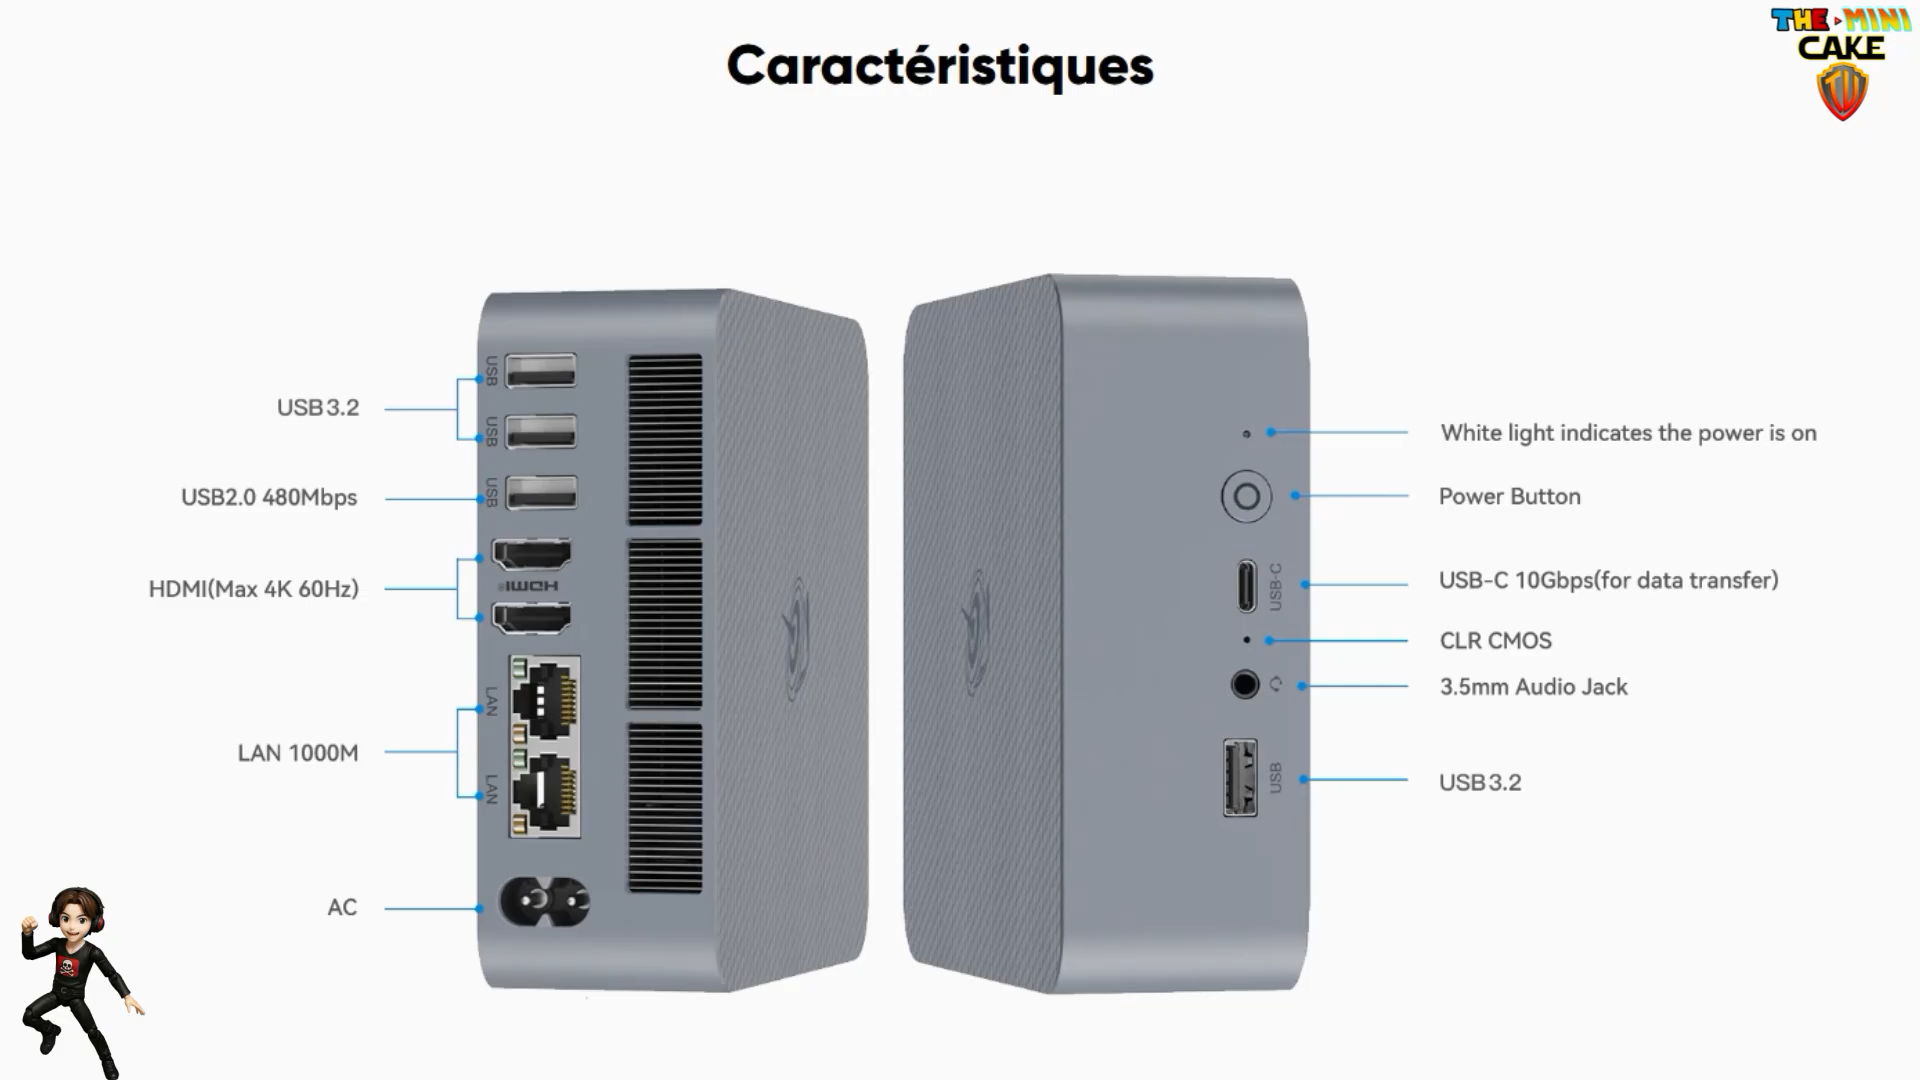 Caractéristiques
THE MINI
CAKE
USB3.2
USB2.0 480Mbps
HDMI(Max 4K 60Hz)
LAN 1000M
AC
USB
USB
USB
HDMI
LAN
LAN
USB-C
USB
White light indicates the power is on
Power Button
USB-C 10Gbps(for data transfer)
CLR CMOS
3.5mm Audio Jack
USB3.2